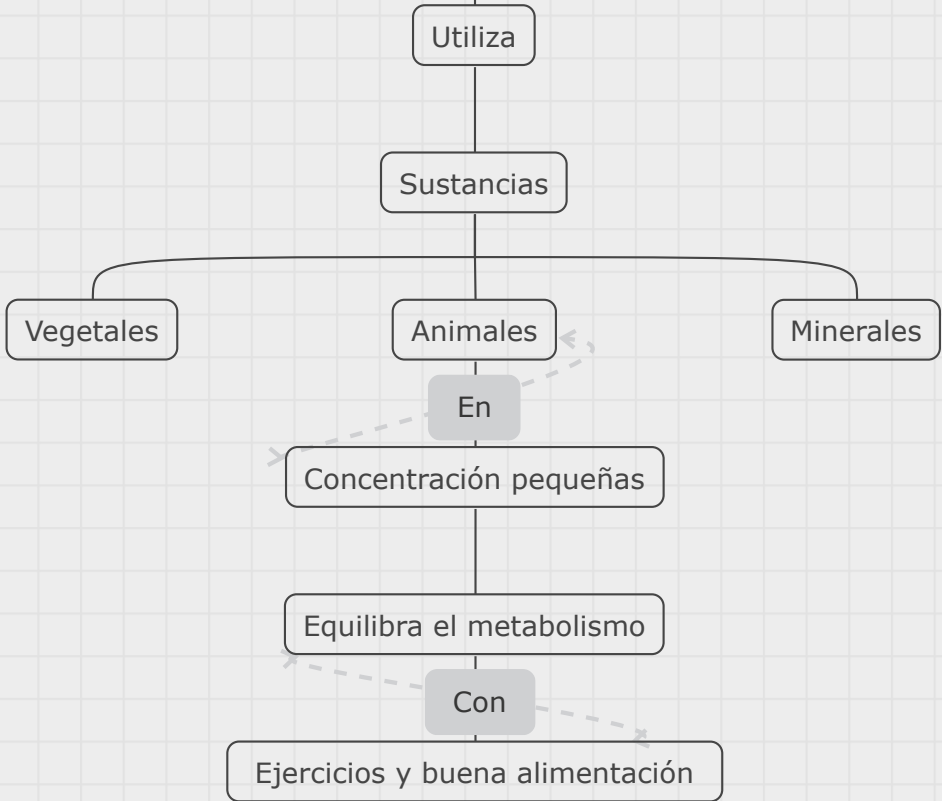 Utiliza
Sustancias
Vegetales
Animales
Minerales
En
Concentración pequeñas
Equilibra el metabolismo
Con
Ejercicios y buena alimentación